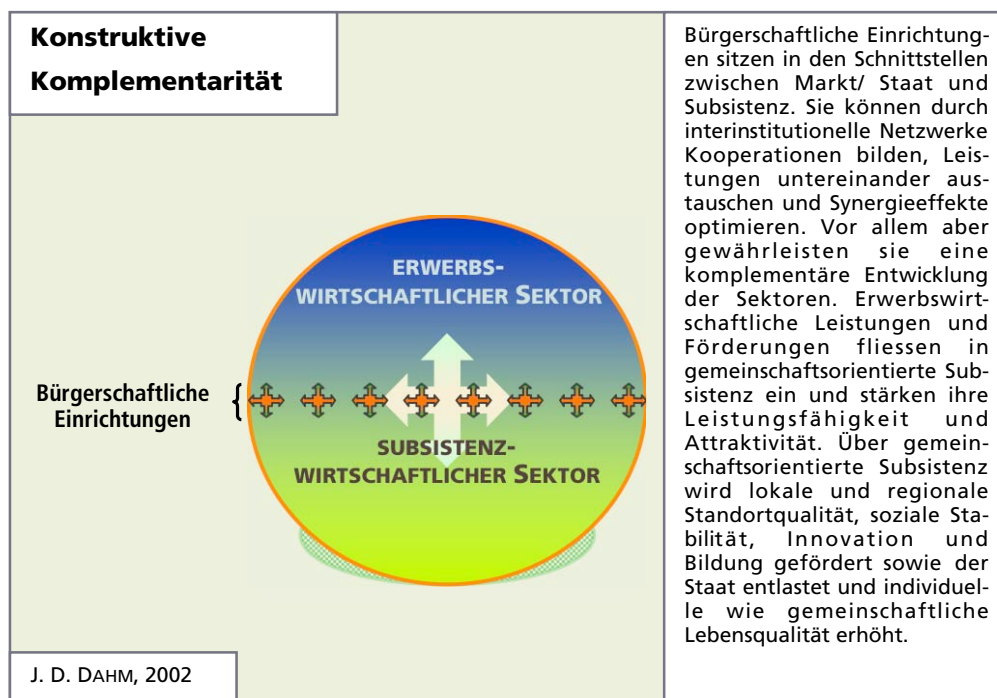 Konstruktive
Komplementarität
ERWERBS-
WIRTSCHAFTLICHER SEKTOR
Bürgerschaftliche
Einrichtungen
{
SUBSISTENZ-
WIRTSCHAFTLICHER SEKTOR
J. D. DAHM, 2002
Bürgerschaftliche Einrichtung-
en sitzen in den Schnittstellen
zwischen Markt/ Staat und
Subsistenz. Sie können durch
interinstitutionelle Netzwerke
Kooperationen bilden, Leis-
tungen untereinander aus-
tauschen und Synergieeffekte
optimieren. Vor allem aber
gewährleisten sie eine
komplementäre Entwicklung
der Sektoren. Erwerbswirt-
schaftliche Leistungen und
Förderungen fliessen in
gemeinschaftsorientierte Sub-
sistenz ein und stärken ihre
Leistungsfähigkeit und
Attraktivität. Über gemein-
schaftsorientierte Subsistenz
wird lokale und regionale
Standortqualität, soziale Sta-
bilität, Innovation und
Bildung gefördert sowie der
Staat entlastet und individuel-
le wie gemeinschaftliche
Lebensqualität erhöht.